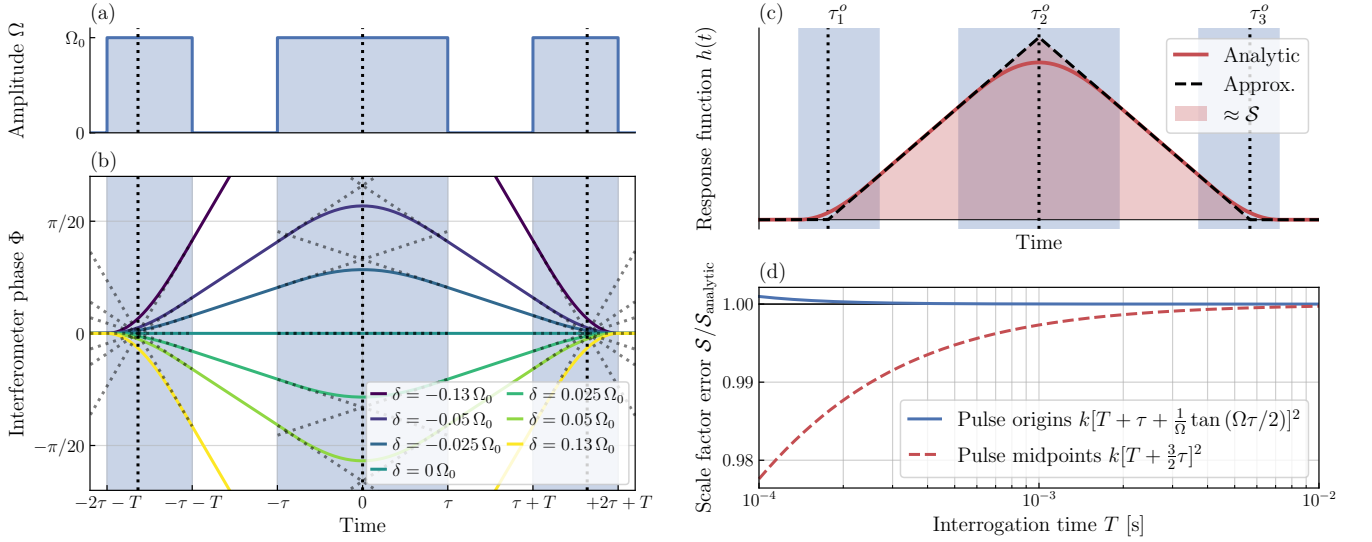 (a)
Amplitude Ω
Ω₀
0
(b)
Interferometer phase Φ
π/20
0
−π/20
δ = −0.13 Ω₀
δ = −0.05 Ω₀
δ = −0.025 Ω₀
δ = 0 Ω₀
δ = 0.025 Ω₀
δ = 0.05 Ω₀
δ = 0.13 Ω₀
−2τ − T
−τ − T
−τ
0
τ
τ + T
+2τ + T
Time
(c)
τ₁ᵒ
τ₂ᵒ
τ₃ᵒ
Response function h(t)
Analytic
Approx.
≈ 𝒮
Time
(d)
Scale factor error 𝒮/𝒮analytic
1.00
0.99
0.98
Pulse origins k[T + τ + 1/Ω tan (Ωτ/2)]²
Pulse midpoints k[T + 3/2 τ]²
10⁻⁴
10⁻³
10⁻²
Interrogation time T [s]